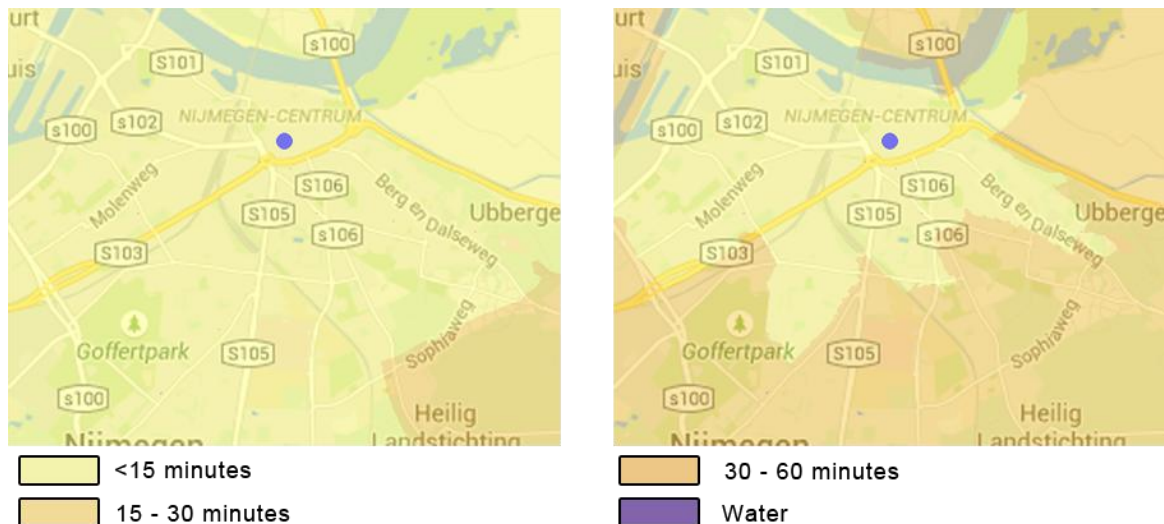 urt
s100
S101
uis
s100
s102
NIJMEGEN-CENTRUM
Molenweg
S106
Berg en Dalseweg
S105
s106
Ubberge
S103
Goffertpark
S105
Sophiaweg
s100
Heilig
Landstichting
Nijmegen
urt
s100
S101
uis
s100
s102
NIJMEGEN-CENTRUM
Molenweg
S106
Berg en Dalseweg
S105
s106
Ubberge
S103
Goffertpark
S105
Sophiaweg
s100
Heilig
Landstichting
Nijmegen
<15 minutes
15 - 30 minutes
30 - 60 minutes
Water